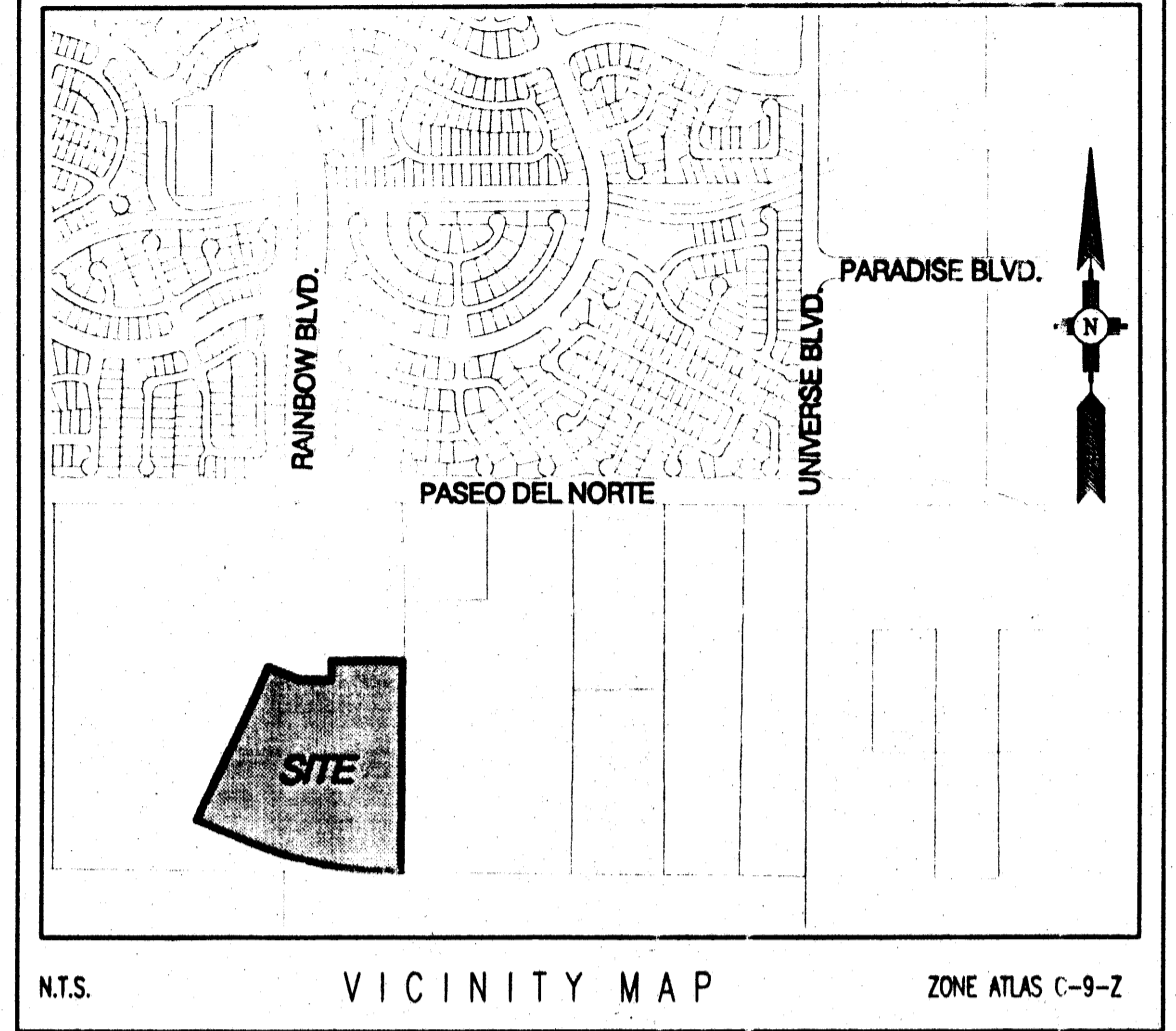 PARADISE BLVD.
RAINBOW BLVD.
UNIVERSE BLVD.
N
PASEO DEL NORTE
SITE
N.T.S.
VICINITY MAP
ZONE ATLAS C-9-Z